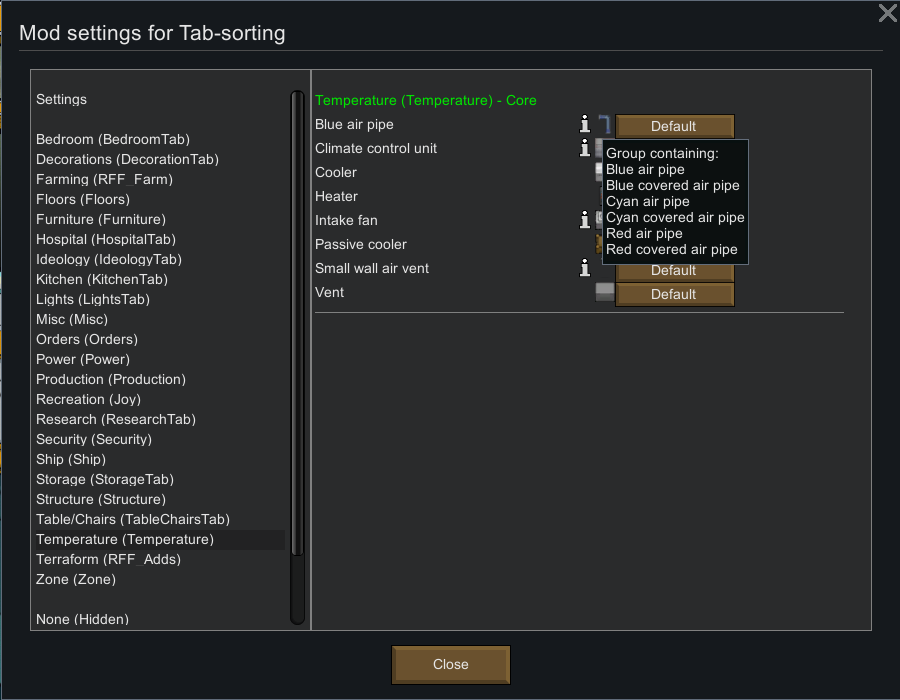 Mod settings for Tab-sorting
Settings
Bedroom (BedroomTab)
Decorations (DecorationTab)
Farming (RFF_Farm)
Floors (Floors)
Furniture (Furniture)
Hospital (HospitalTab)
Ideology (IdeologyTab)
Kitchen (KitchenTab)
Lights (LightsTab)
Misc (Misc)
Orders (Orders)
Power (Power)
Production (Production)
Recreation (Joy)
Research (ResearchTab)
Security (Security)
Ship (Ship)
Storage (StorageTab)
Structure (Structure)
Table/Chairs (TableChairsTab)
Temperature (Temperature)
Terraform (RFF_Adds)
Zone (Zone)
None (Hidden)
Temperature (Temperature) - Core
Blue air pipe
Default
Climate control unit
Cooler
Heater
Intake fan
Passive cooler
Small wall air vent
Default
Vent
Default
Group containing:
Blue air pipe
Blue covered air pipe
Cyan air pipe
Cyan covered air pipe
Red air pipe
Red covered air pipe
Close